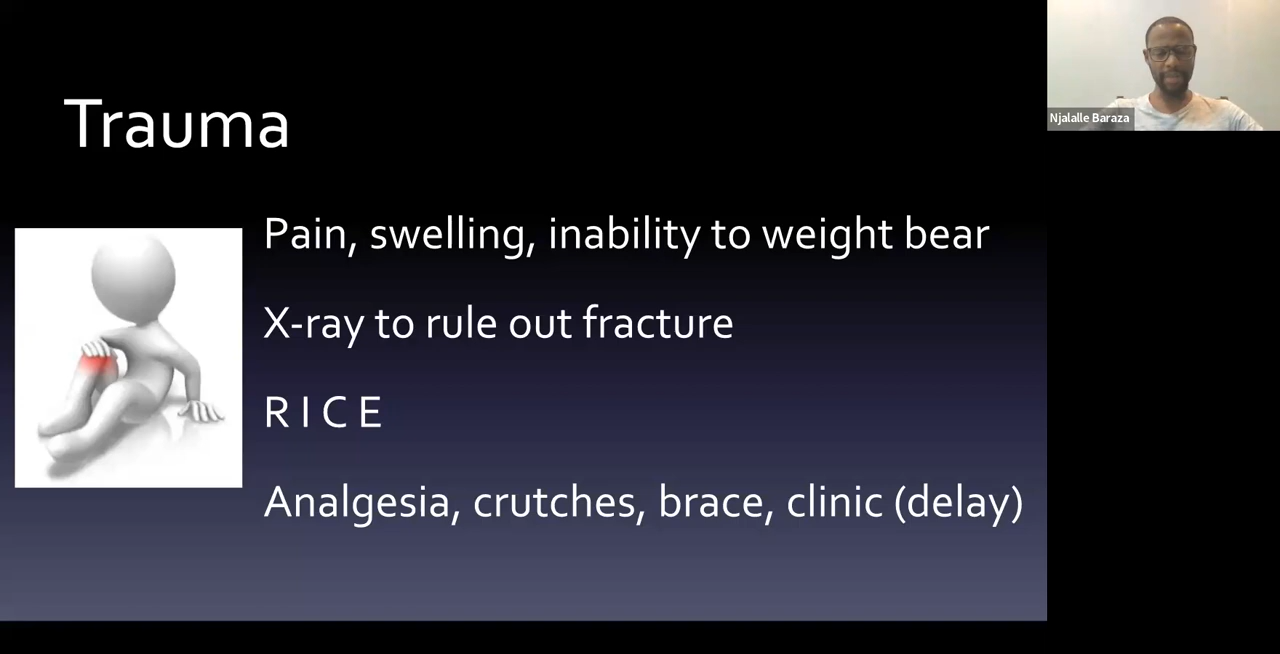 Trauma
Pain, swelling, inability to weight bear
X-ray to rule out fracture
R I C E
Analgesia, crutches, brace, clinic (delay)
Njalalle Baraza